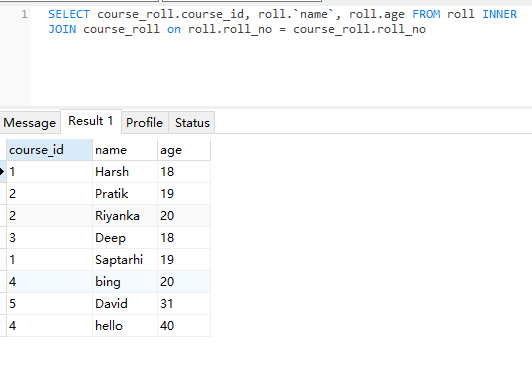 1 SELECT course_roll.course_id, roll.`name`, roll.age FROM roll INNER
JOIN course_roll on roll.roll_no = course_roll.roll_no
Message Result 1 Profile Status
course_id name age
1 Harsh 18
2 Pratik 19
2 Riyanka 20
3 Deep 18
1 Saptarhi 19
4 bing 20
5 David 31
4 hello 40